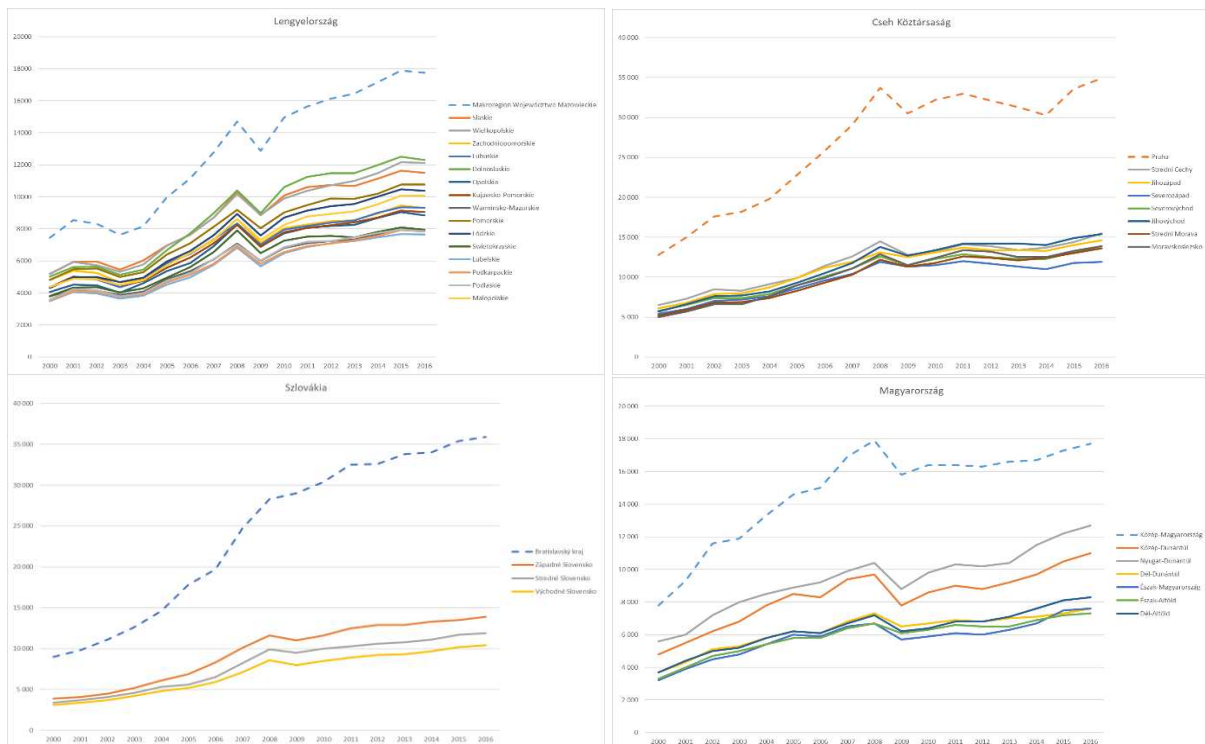 Lengyelország
20000
18000
16000
14000
12000
10000
8000
6000
4000
2000
0
2000 2001 2002 2003 2004 2005 2006 2007 2008 2009 2010 2011 2012 2013 2014 2015 2016
Makroregion Województwo Mazowieckie
Slaskie
Wielkopolskie
Zachodniopomorskie
Lubuskie
Dolnoslaskie
Opolskie
Kujawsko-Pomorskie
Warminsko-Mazurskie
Pomorskie
Lódzkie
Swietokrzyskie
Lubelskie
Podkarpackie
Podlaskie
Malopolskie
Cseh Köztársaság
40 000
35 000
30 000
25 000
20 000
15 000
10 000
5 000
0
2000 2001 2002 2003 2004 2005 2006 2007 2008 2009 2010 2011 2012 2013 2014 2015 2016
Praha
Strední Cechy
Jihozápad
Severozápad
Severovýchod
Jihovýchod
Strední Morava
Moravskoslezsko
Szlovákia
40 000
35 000
30 000
25 000
20 000
15 000
10 000
5 000
0
2000 2001 2002 2003 2004 2005 2006 2007 2008 2009 2010 2011 2012 2013 2014 2015 2016
Bratislavský kraj
Západné Slovensko
Stredné Slovensko
Východné Slovensko
Magyarország
20 000
18 000
16 000
14 000
12 000
10 000
8 000
6 000
4 000
2 000
0
2000 2001 2002 2003 2004 2005 2006 2007 2008 2009 2010 2011 2012 2013 2014 2015 2016
Közép-Magyarország
Közép-Dunántúl
Nyugat-Dunántúl
Dél-Dunántúl
Észak-Magyarország
Észak-Alföld
Dél-Alföld